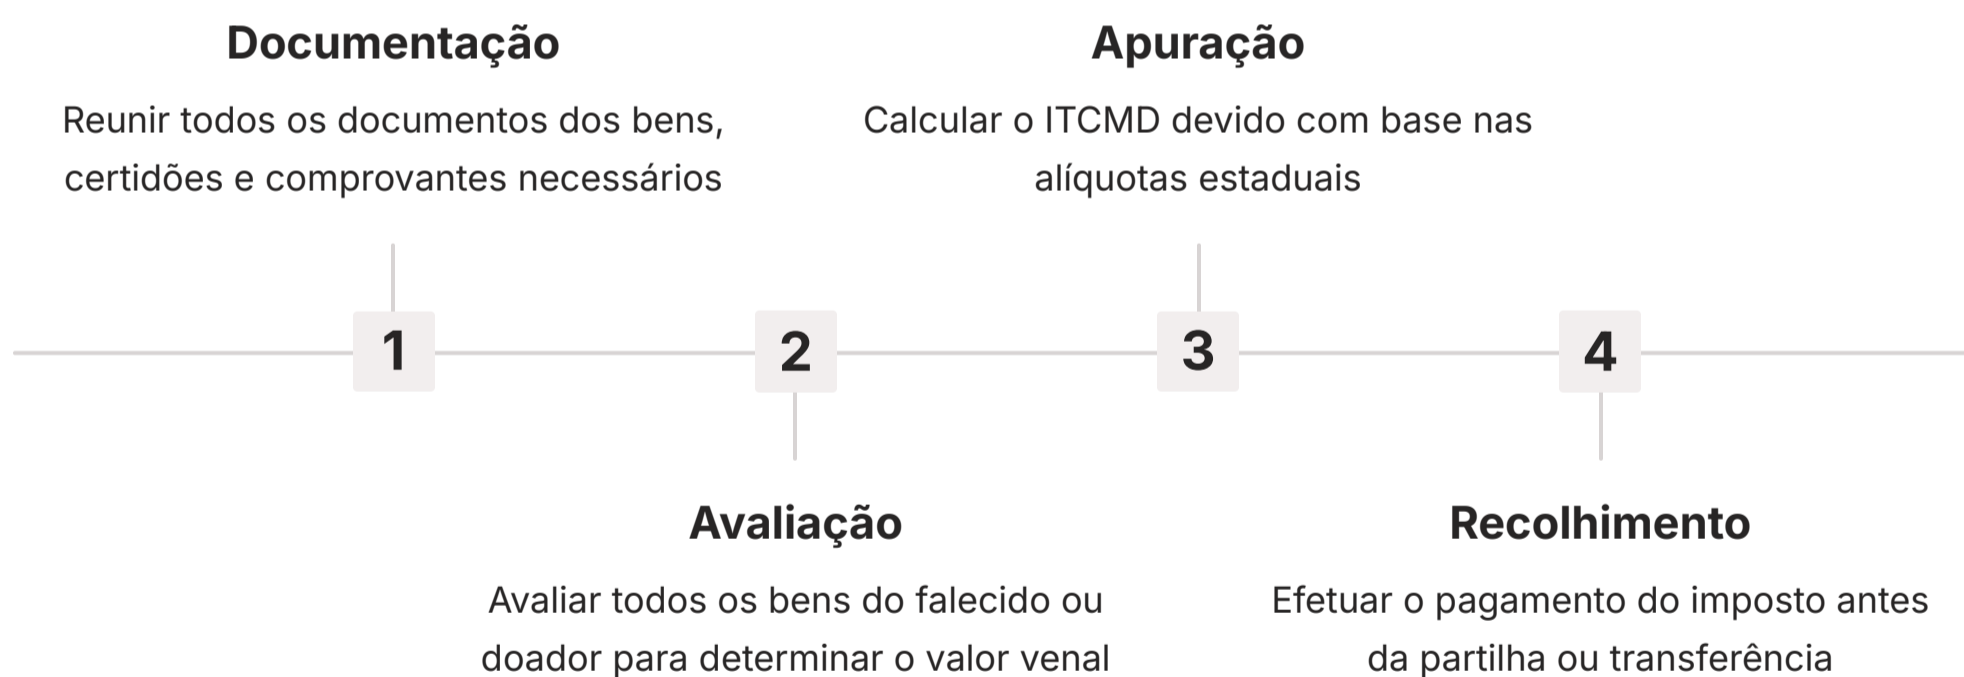 Documentação
Reunir todos os documentos dos bens,
certidões e comprovantes necessários
Apuração
Calcular o ITCMD devido com base nas
alíquotas estaduais
1
2
3
4
Avaliação
Avaliar todos os bens do falecido ou
doador para determinar o valor venal
Recolhimento
Efetuar o pagamento do imposto antes
da partilha ou transferência